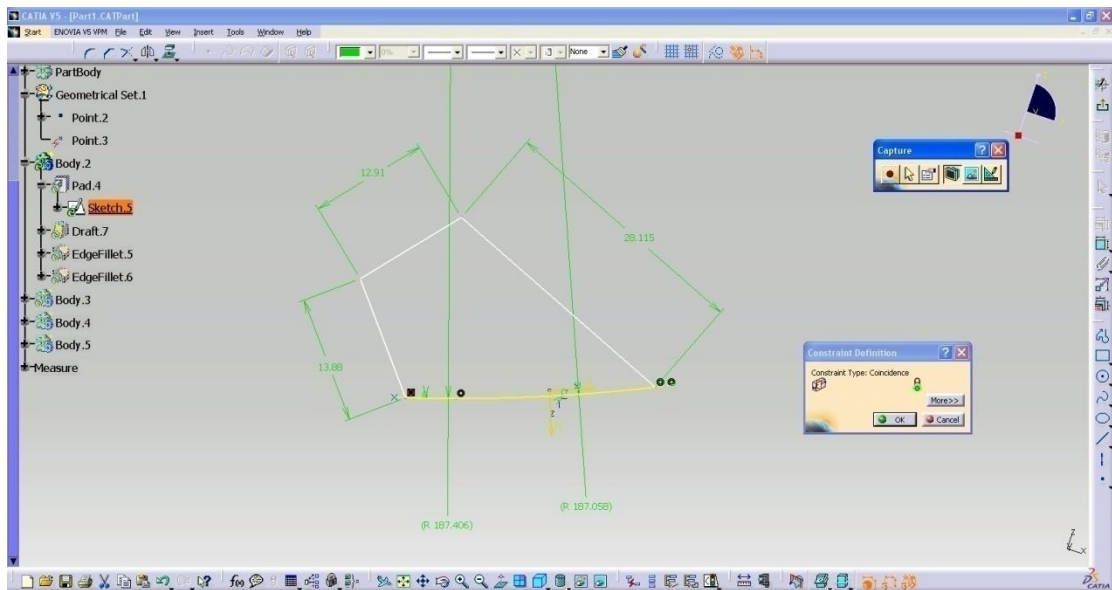 CATIA V5 - [Part1.CATPart]
Start ENOVIA V5 VPM File Edit View Insert Tools Window Help
0% None
PartBody
Geometrical Set.1
Point.2
Point.3
Body.2
Pad.4
Sketch.5
Draft.7
EdgeFillet.5
EdgeFillet.6
Body.3
Body.4
Body.5
Measure
12.91
28.115
13.88
(R 187.058)
(R 187.406)
Capture
Constraint Definition
Constraint Type: Coincidence
More>>
OK Cancel
f(x)
CATIA